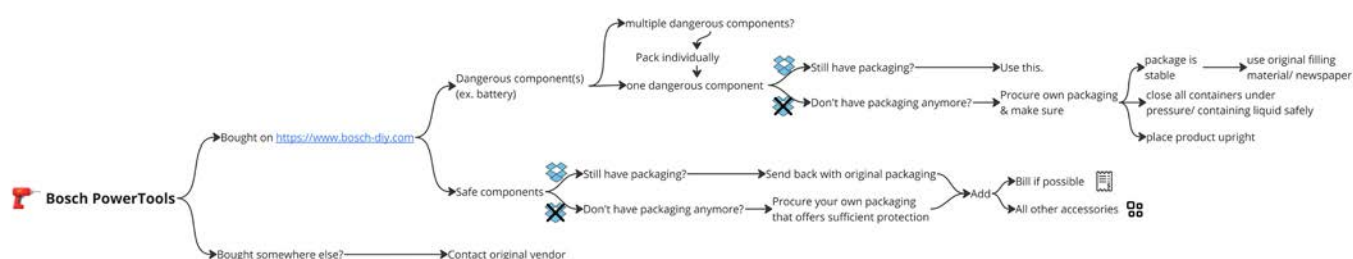 multiple dangerous components?
Pack individually
Dangerous component(s)
(ex. battery)
one dangerous component
Still have packaging?
Use this.
Don't have packaging anymore?
Procure own packaging
& make sure
package is
stable
use original filling
material/ newspaper
close all containers under
pressure/ containing liquid safely
place product upright
Bought on https://www.bosch-diy.com
Safe components
Still have packaging?
Send back with original packaging
Don't have packaging anymore?
Procure your own packaging
that offers sufficient protection
Add
Bill if possible
All other accessories
Bosch PowerTools
Bought somewhere else?
Contact original vendor